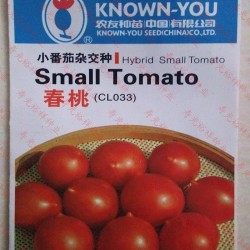 KNOWN-YOU
农友种苗(中国)有限公司
KNOWN-YOU SEED(CHINA)CO.,LTD.
小番茄杂交种 Hybrid Small Tomato
Small Tomato
春桃 (CL033)